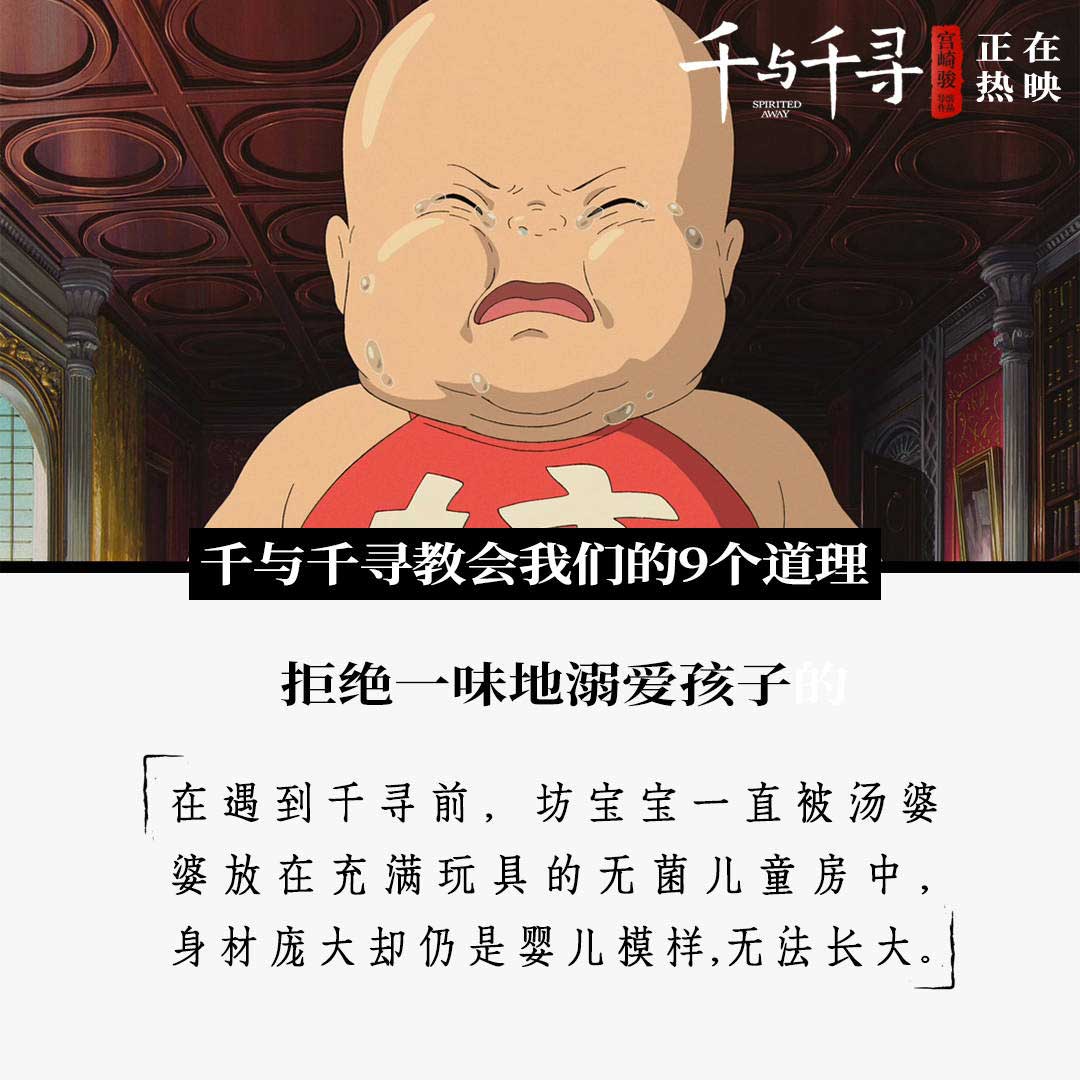 千与千寻
SPIRITED
AWAY
宫崎骏
导演
作品
正在
热映
千与千寻教会我们的9个道理
拒绝一味地溺爱孩子的
在遇到千寻前，坊宝宝一直被汤婆
婆放在充满玩具的无菌儿童房中，
身材庞大却仍是婴儿模样,无法长大。